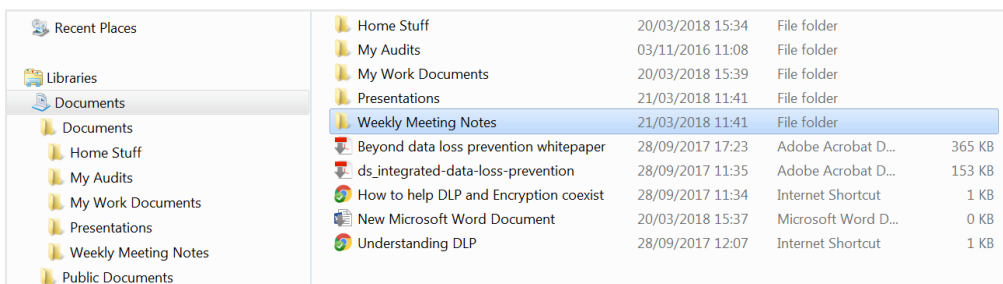 Recent Places
Libraries
Documents
Documents
Home Stuff
My Audits
My Work Documents
Presentations
Weekly Meeting Notes
Public Documents
Home Stuff 20/03/2018 15:34 File folder
My Audits 03/11/2016 11:08 File folder
My Work Documents 20/03/2018 15:39 File folder
Presentations 21/03/2018 11:41 File folder
Weekly Meeting Notes 21/03/2018 11:41 File folder
Beyond data loss prevention whitepaper 28/09/2017 17:23 Adobe Acrobat D... 365 KB
ds_integrated-data-loss-prevention 28/09/2017 11:35 Adobe Acrobat D... 153 KB
How to help DLP and Encryption coexist 28/09/2017 11:34 Internet Shortcut 1 KB
New Microsoft Word Document 20/03/2018 15:37 Microsoft Word D... 0 KB
Understanding DLP 28/09/2017 12:07 Internet Shortcut 1 KB